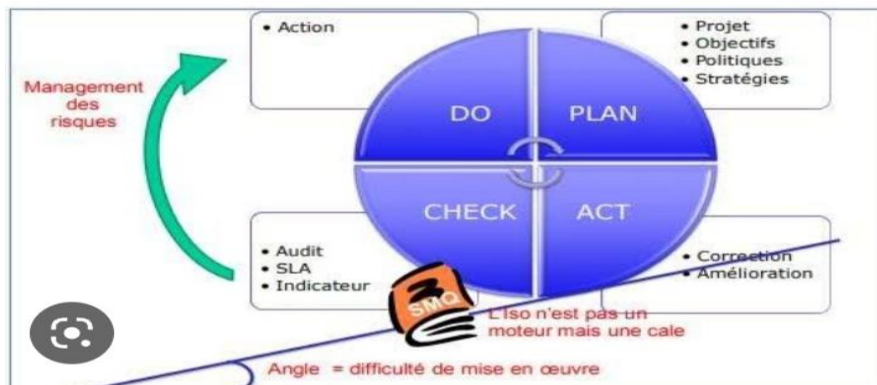 • Action
• Projet
• Objectifs
• Politiques
• Stratégies
Management
des
risques
DO
PLAN
CHECK
ACT
• Audit
• SLA
• Indicateur
• Correction
• Amélioration
SMQ
L'Iso n'est pas un
moteur mais une cale
Angle = difficulté de mise en œuvre